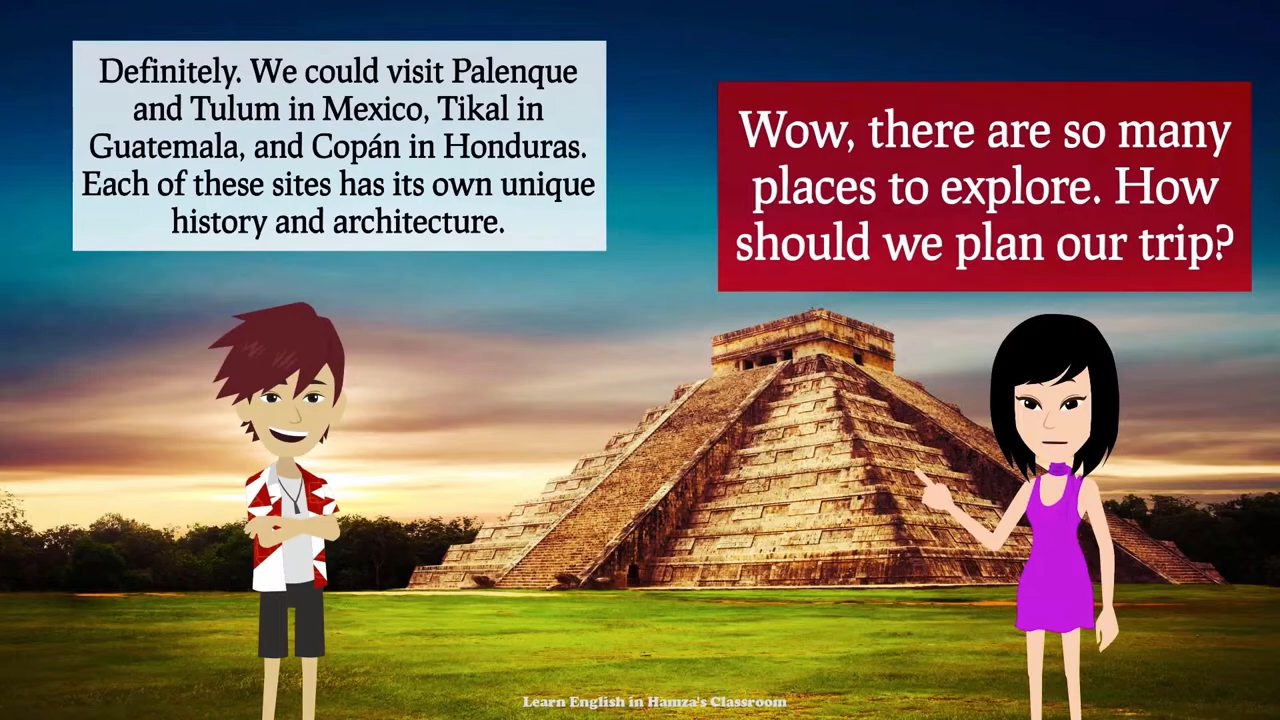 Definitely. We could visit Palenque
and Tulum in Mexico, Tikal in
Guatemala, and Copán in Honduras.
Each of these sites has its own unique
history and architecture.
Wow, there are so many
places to explore. How
should we plan our trip?
Learn English in Hamza's Classroom